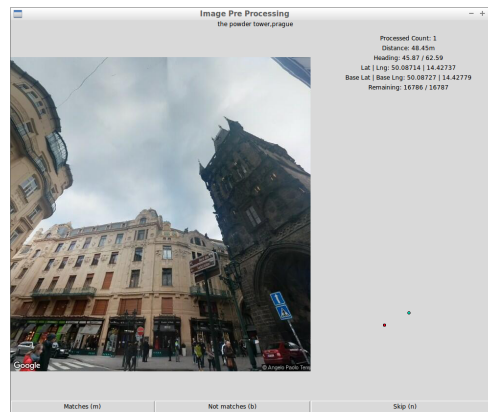 Image Pre Processing
the powder tower,prague
Processed Count: 1
Distance: 48.45m
Heading: 45.87 / 62.59
Lat | Lng: 50.08714 | 14.42737
Base Lat | Base Lng: 50.08727 | 14.42779
Remaining: 16786 / 16787
Google
© Angelo Paolo
Matches (m)
Not matches (b)
Skip (n)